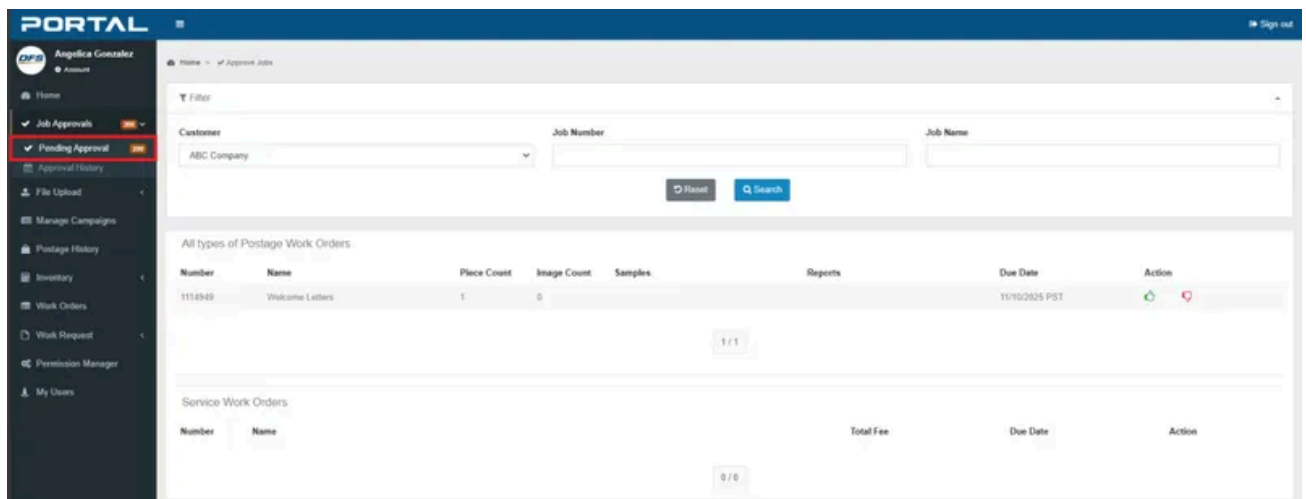 PORTAL
Sign out
DFS
Angelica Gonzalez
Account
Home > Approve Jobs
Home
Filter
Job Approvals
Customer
Job Number
Job Name
Pending Approval
ABC Company
Approval History
File Upload
Reset
Search
Manage Campaigns
Postage History
All types of Postage Work Orders
Inventory
Number Name Piece Count Image Count Samples Reports Due Date Action
1114949 Welcome Letters 1 0 11/10/2025 PST
Work Orders
Work Request
1 / 1
Permission Manager
My Users
Service Work Orders
Number Name Total Fee Due Date Action
0 / 0